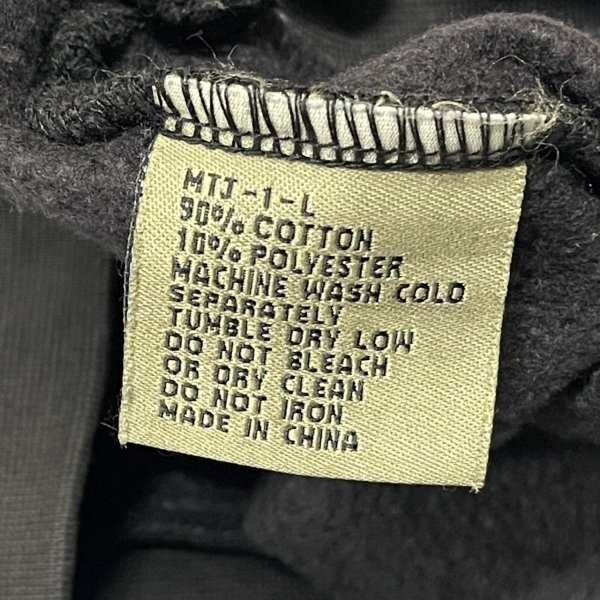 MTJ-1-L
90% COTTON
10% POLYESTER
MACHINE WASH COLD
SEPARATELY
TUMBLE DRY LOW
DO NOT BLEACH
OR DRY CLEAN
DO NOT IRON
MADE IN CHINA